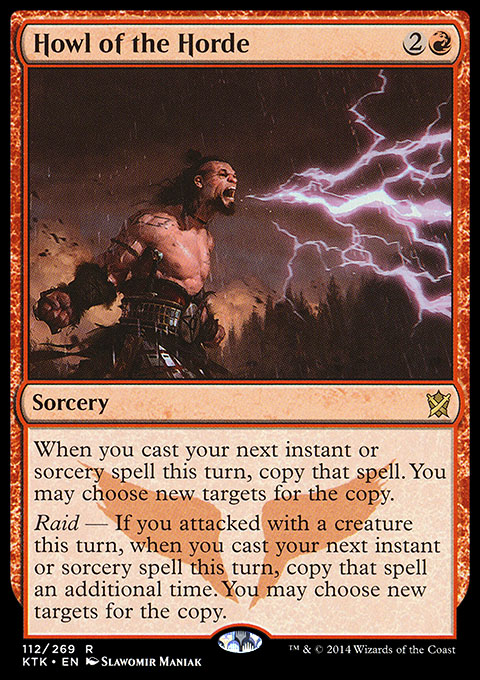 Howl of the Horde 2
Sorcery
When you cast your next instant or
sorcery spell this turn, copy that spell. You
may choose new targets for the copy.
Raid — If you attacked with a creature
this turn, when you cast your next instant
or sorcery spell this turn, copy that spell
an additional time. You may choose new
targets for the copy.
112/269 R
KTK • EN Slawomir Maniak
™ & © 2014 Wizards of the Coast